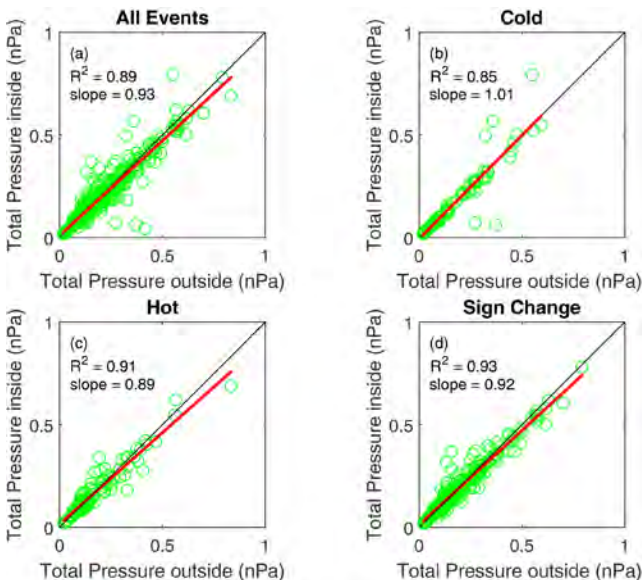 All Events
Total Pressure inside (nPa)
1
0.5
0
(a)
R² = 0.89
slope = 0.93
0
0.5
1
Total Pressure outside (nPa)
Cold
Total Pressure inside (nPa)
1
0.5
0
(b)
R² = 0.85
slope = 1.01
0
0.5
1
Total Pressure outside (nPa)
Hot
Total Pressure inside (nPa)
1
0.5
0
(c)
R² = 0.91
slope = 0.89
0
0.5
1
Total Pressure outside (nPa)
Sign Change
Total Pressure inside (nPa)
1
0.5
0
(d)
R² = 0.93
slope = 0.92
0
0.5
1
Total Pressure outside (nPa)